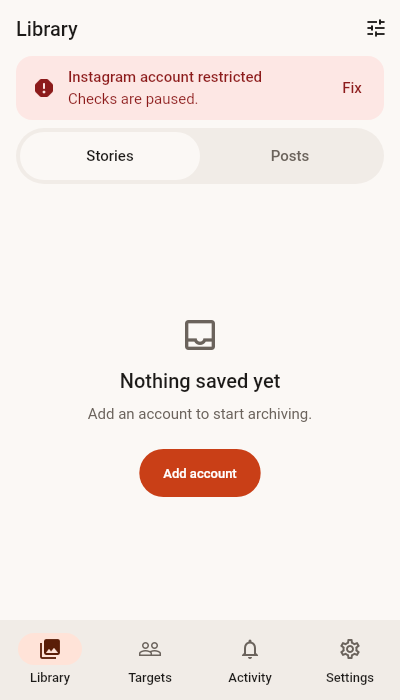 Library
Instagram account restricted
Checks are paused.
Fix
Stories
Posts
Nothing saved yet
Add an account to start archiving.
Add account
Library
Targets
Activity
Settings